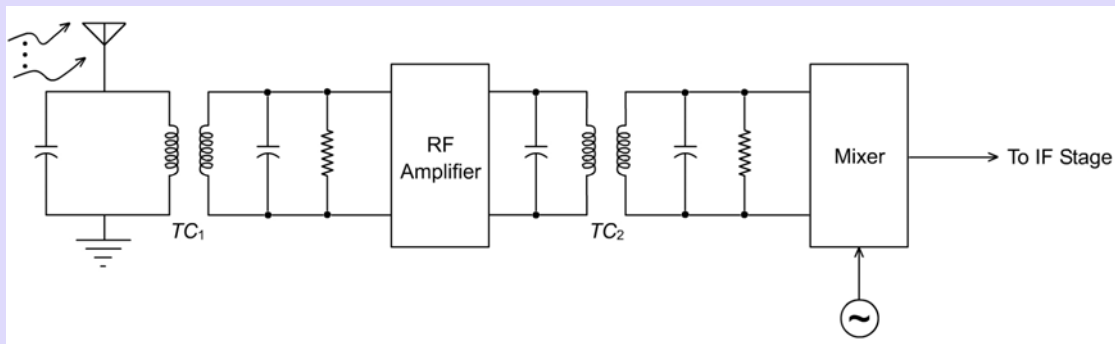 RF
Amplifier
Mixer
To IF Stage
TC₁
TC₂
~